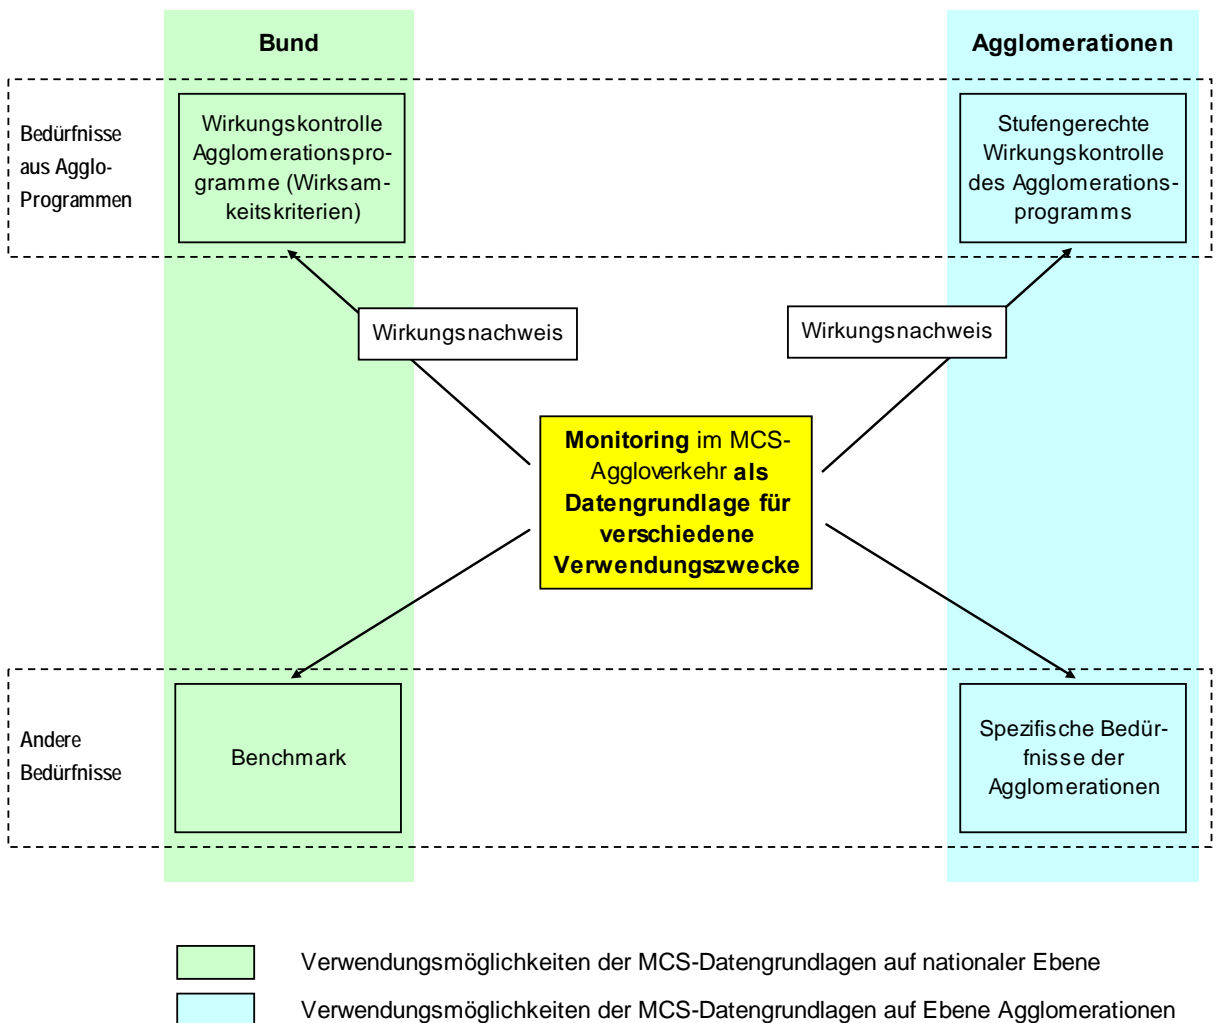 Bund
Agglomerationen
Bedürfnisse
aus Agglo-
Programmen
Wirkungskontrolle
Agglomerationspro-
gramme (Wirksam-
keitskriterien)
Stufengerechte
Wirkungskontrolle
des Agglomerations-
programms
Wirkungsnachweis
Wirkungsnachweis
Monitoring im MCS-
Aggloverkehr als
Datengrundlage für
verschiedene
Verwendungszwecke
Andere
Bedürfnisse
Benchmark
Spezifische Bedür-
fnisse der
Agglomerationen
Verwendungsmöglichkeiten der MCS-Datengrundlagen auf nationaler Ebene
Verwendungsmöglichkeiten der MCS-Datengrundlagen auf Ebene Agglomerationen